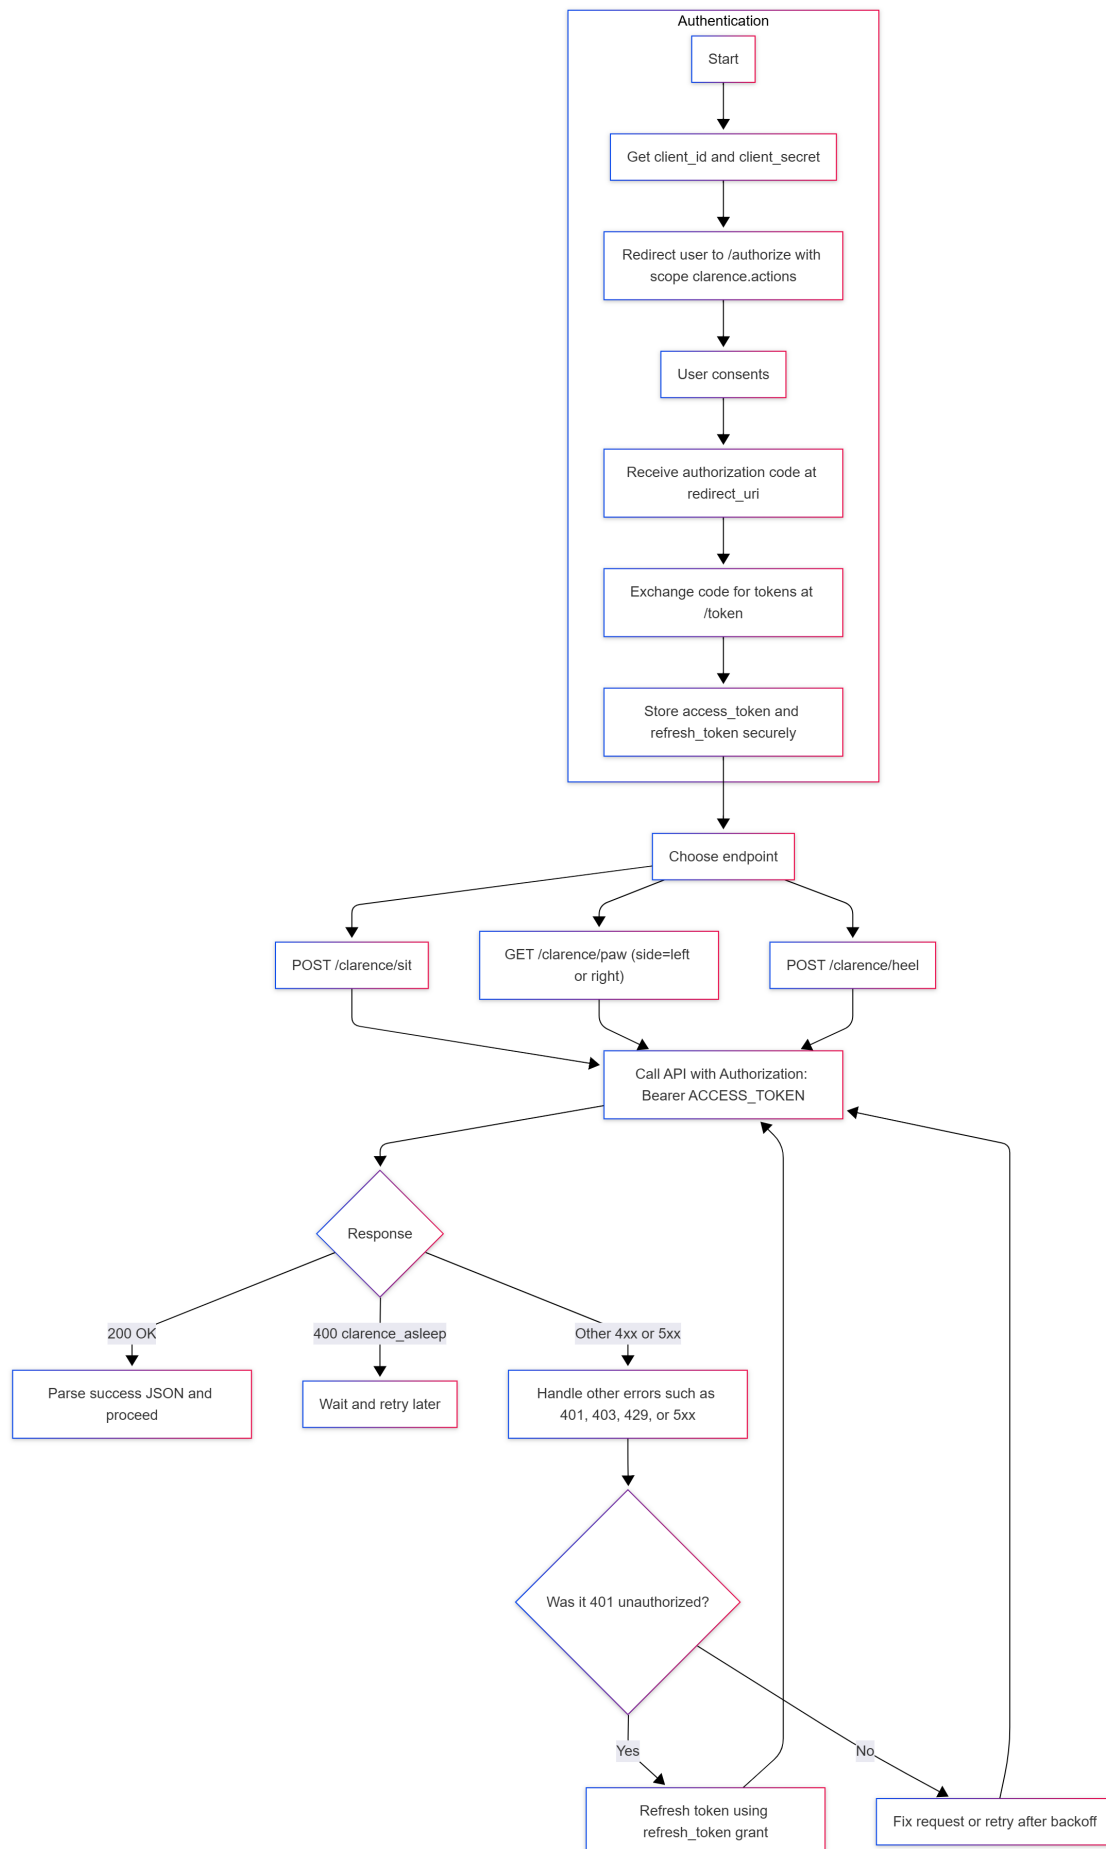 Authentication
Start
Get client_id and client_secret
Redirect user to /authorize with
scope clarence.actions
User consents
Receive authorization code at
redirect_uri
Exchange code for tokens at
/token
Store access_token and
refresh_token securely
Choose endpoint
POST /clarence/sit
GET /clarence/paw (side=left
or right)
POST /clarence/heel
Call API with Authorization:
Bearer ACCESS_TOKEN
Response
200 OK
400 clarence_asleep
Other 4xx or 5xx
Parse success JSON and
proceed
Wait and retry later
Handle other errors such as
401, 403, 429, or 5xx
Was it 401 unauthorized?
Yes
No
Refresh token using
refresh_token grant
Fix request or retry after backoff